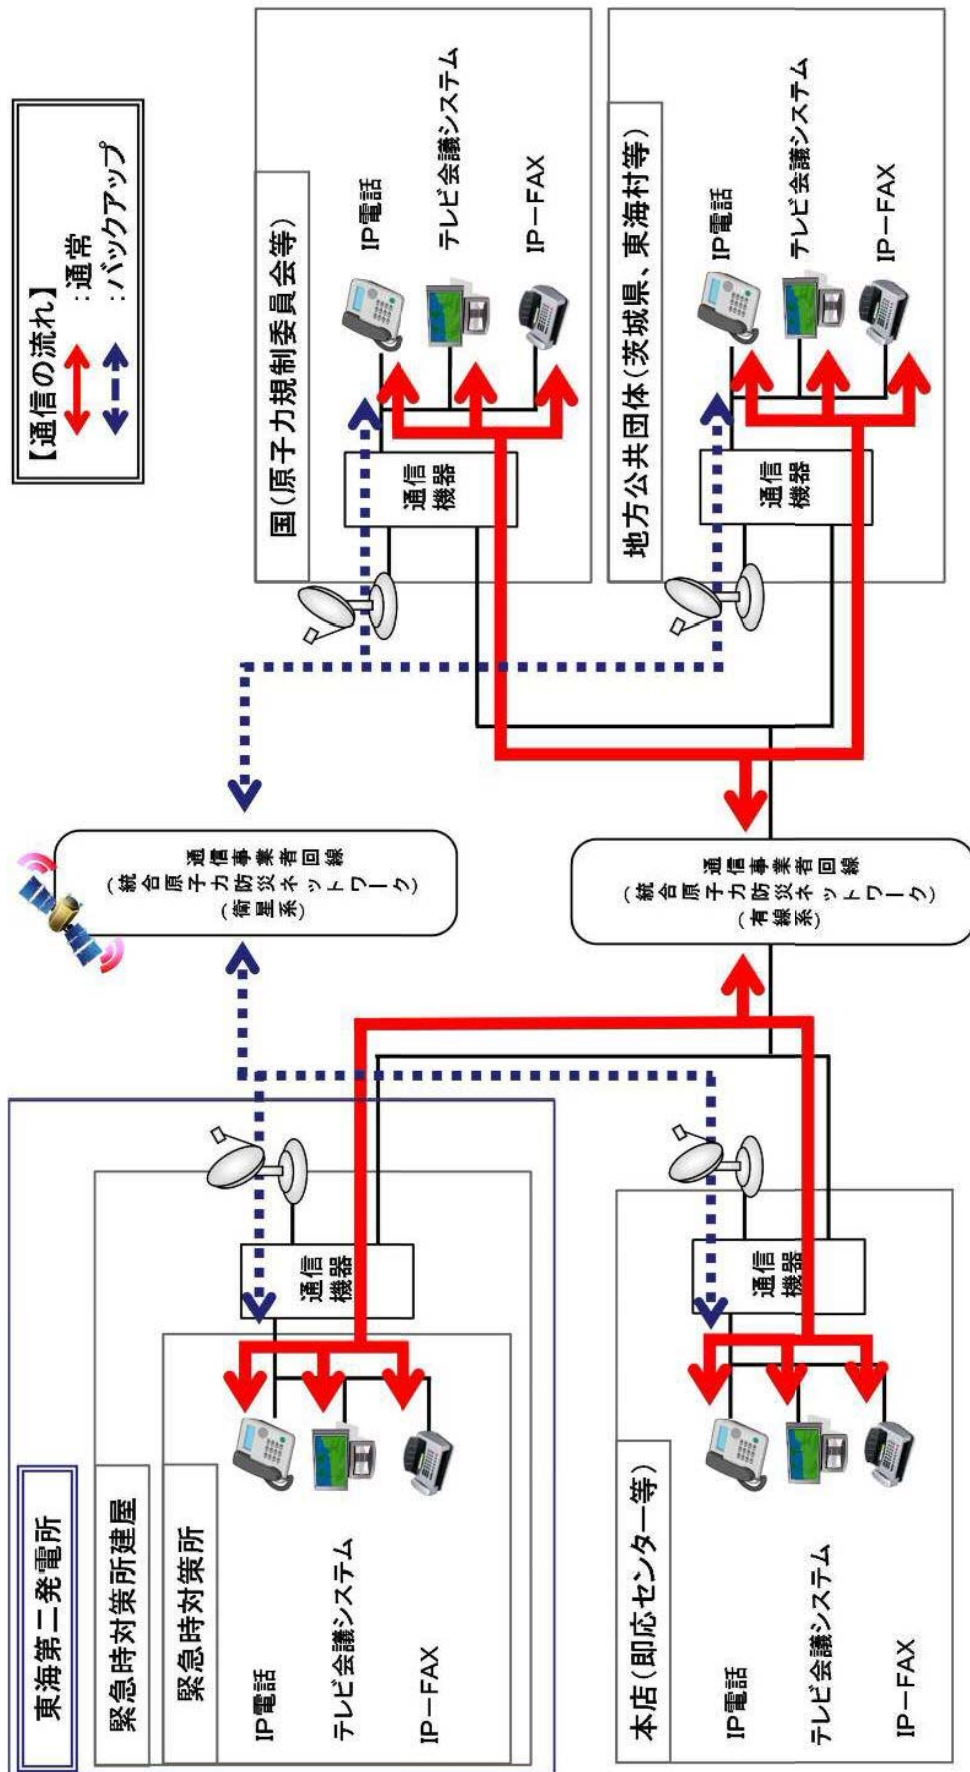 【通信の流れ】
：通常
：バックアップ
東海第二発電所
緊急時対策所建屋
緊急時対策所
IP電話
テレビ会議システム
IP－FAX
通信
機器
通信事業者回線
（統合原子力防災ネットワーク）
（衛星系）
国（原子力規制委員会等）
通信
機器
IP電話
テレビ会議システム
IP－FAX
本店（即応センター等）
IP電話
テレビ会議システム
IP－FAX
通信
機器
通信事業者回線
（統合原子力防災ネットワーク）
（有線系）
地方公共団体（茨城県、東海村等）
通信
機器
IP電話
テレビ会議システム
IP－FAX